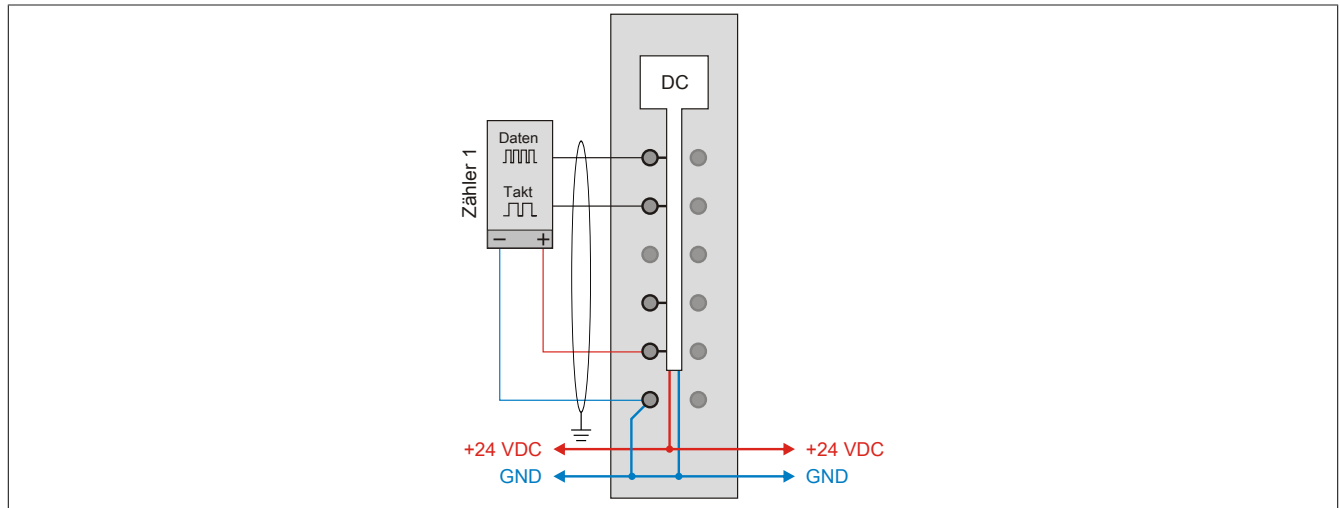 DC
Daten
Zähler 1
Takt
− +
+24 VDC +24 VDC
GND GND